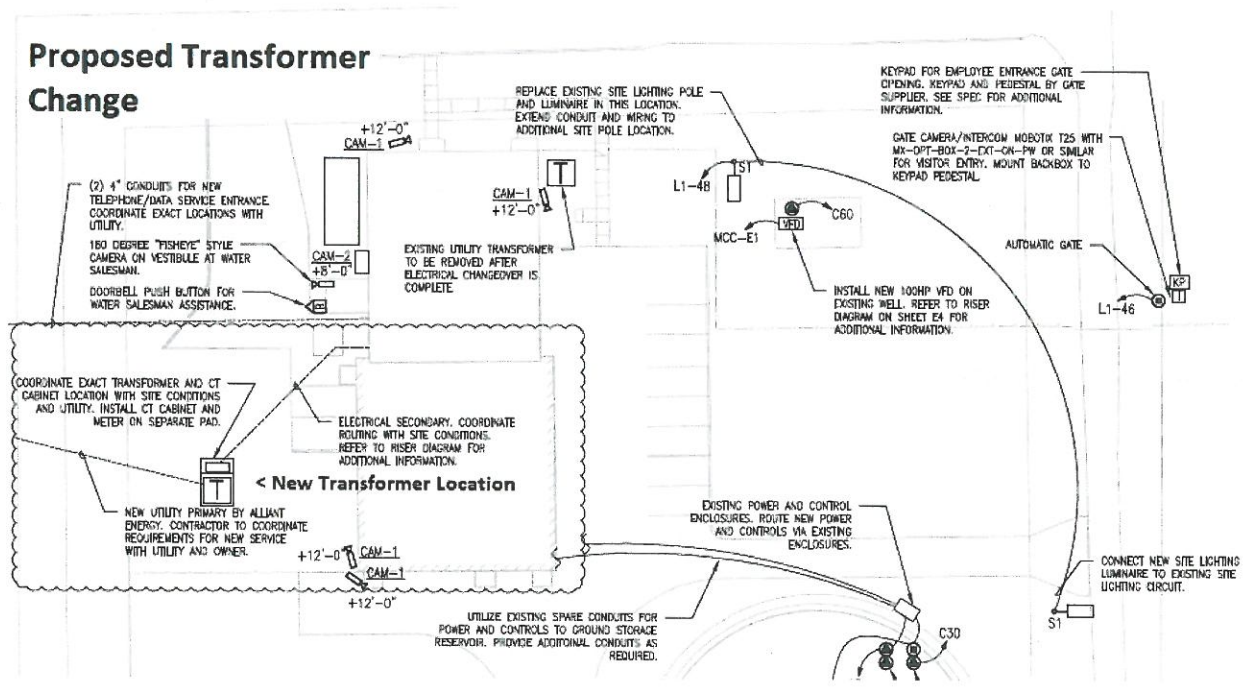 Proposed Transformer
Change
+12'-0"
CAM-1
REPLACE EXISTING SITE LIGHTING POLE
AND LUMINAIRE IN THIS LOCATION.
EXTEND CONDUIT AND WIRING TO
ADDITIONAL SITE POLE LOCATION.
KEYPAD FOR EMPLOYEE ENTRANCE GATE
OPENING. KEYPAD AND PEDESTAL BY GATE
SUPPLIER. SEE SPEC FOR ADDITIONAL
INFORMATION.
GATE CAMERA/INTERCOM MOBOTIX T25 WITH
MX-OPT-BOX-2-EXT-ON-PW OR SIMILAR
FOR VISITOR ENTRY. MOUNT BACKBOX TO
KEYPAD PEDESTAL.
(2) 4" CONDUITS FOR NEW
TELEPHONE/DATA SERVICE ENTRANCE.
COORDINATE EXACT LOCATIONS WITH
UTILITY.
T
CAM-1
+12'-0"
S1
L1-48
C60
VFD
MCC-E1
180 DEGREE "FISHEYE" STYLE
CAMERA ON VESTIBULE AT WATER
SALESMAN.
CAM-2
+8'-0"
EXISTING UTILITY TRANSFORMER
TO BE REMOVED AFTER
ELECTRICAL CHANGEOVER IS
COMPLETE
AUTOMATIC GATE
KP
L1-46
DOORBELL PUSH BUTTON FOR
WATER SALESMAN ASSISTANCE.
INSTALL NEW 100HP VFD ON
EXISTING WELL. REFER TO RISER
DIAGRAM ON SHEET E4 FOR
ADDITIONAL INFORMATION.
COORDINATE EXACT TRANSFORMER AND CT
CABINET LOCATION WITH SITE CONDITIONS
AND UTILITY. INSTALL CT CABINET AND
METER ON SEPARATE PAD.
ELECTRICAL SECONDARY. COORDINATE
ROUTING WITH SITE CONDITIONS.
REFER TO RISER DIAGRAM FOR
ADDITIONAL INFORMATION.
T
< New Transformer Location
NEW UTILITY PRIMARY BY ALLIANT
ENERGY. CONTRACTOR TO COORDINATE
REQUIREMENTS FOR NEW SERVICE
WITH UTILITY AND OWNER.
EXISTING POWER AND CONTROL
ENCLOSURES. ROUTE NEW POWER
AND CONTROLS VIA EXISTING
ENCLOSURES.
+12'-0"
CAM-1
CAM-1
+12'-0"
CONNECT NEW SITE LIGHTING
LUMINAIRE TO EXISTING SITE
LIGHTING CIRCUIT.
S1
UTILIZE EXISTING SPARE CONDUITS FOR
POWER AND CONTROLS TO GROUND STORAGE
RESERVOIR. PROVIDE ADDITIONAL CONDUITS AS
REQUIRED.
C30